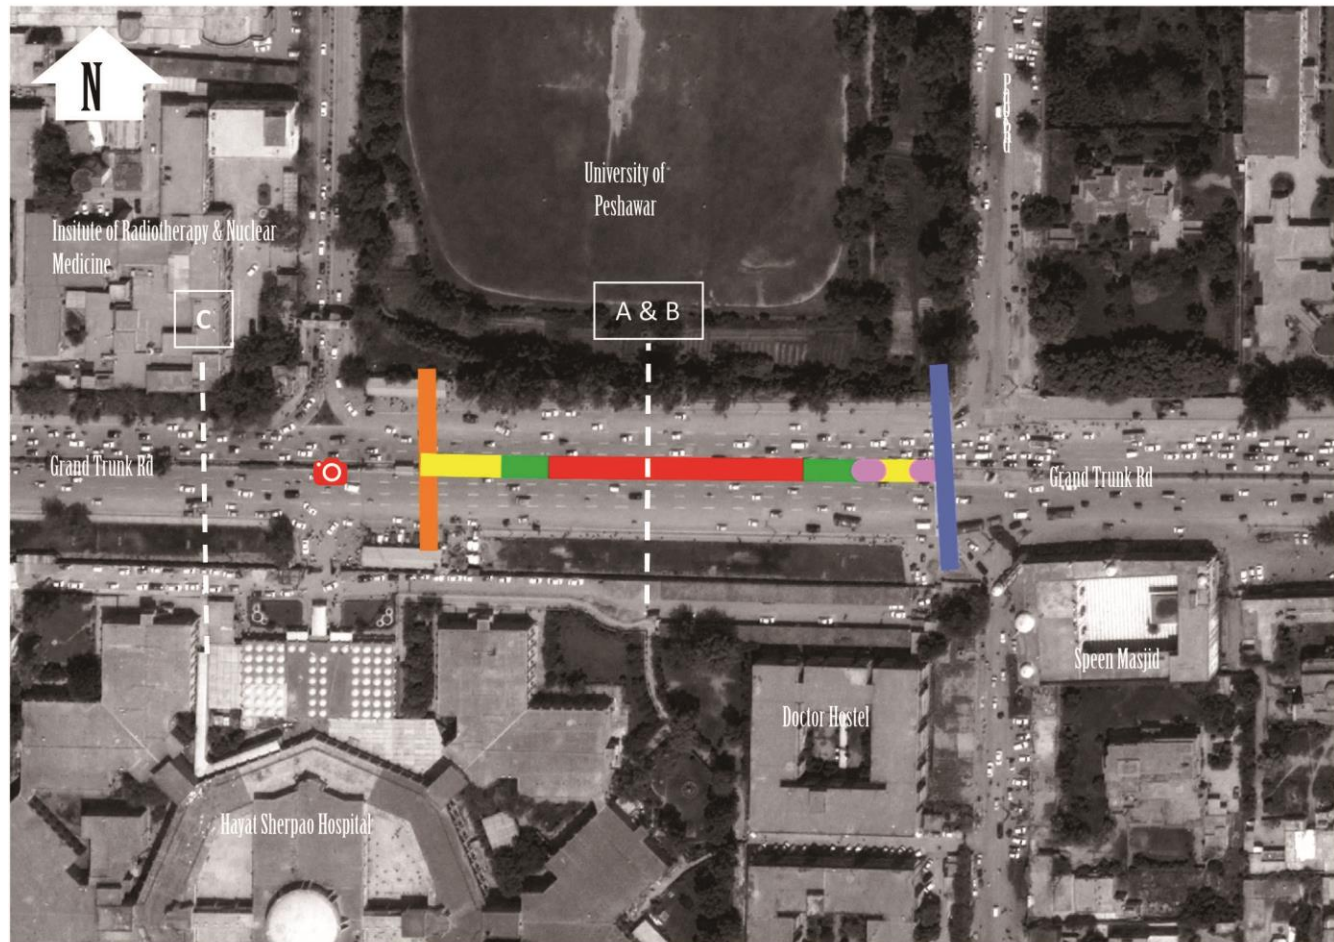 N
University of
Peshawar
Insitute of Radiotherapy & Nuclear
Medicine
C
A & B
Grand Trunk Rd
Grand Trunk Rd
Speen Masjid
Doctor Hostel
Hayat Sherpao Hospital